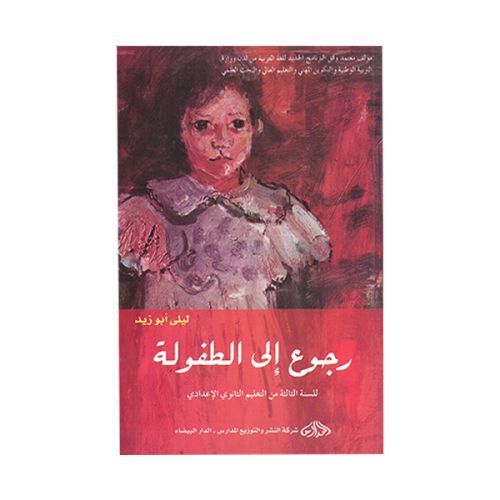 مؤلف معتمد وفق البرنامج الجديد للغة العربية من لدن وزارة
التربية الوطنية والتكوين المهني والتعليم العالي والبحث العلمي
ليلى أبو زيد
رجوع إلى الطفولة
للسنة الثالثة من التعليم الثانوي الإعدادي
المدارس
شركة النشر والتوزيع المدارس - الدار البيضاء